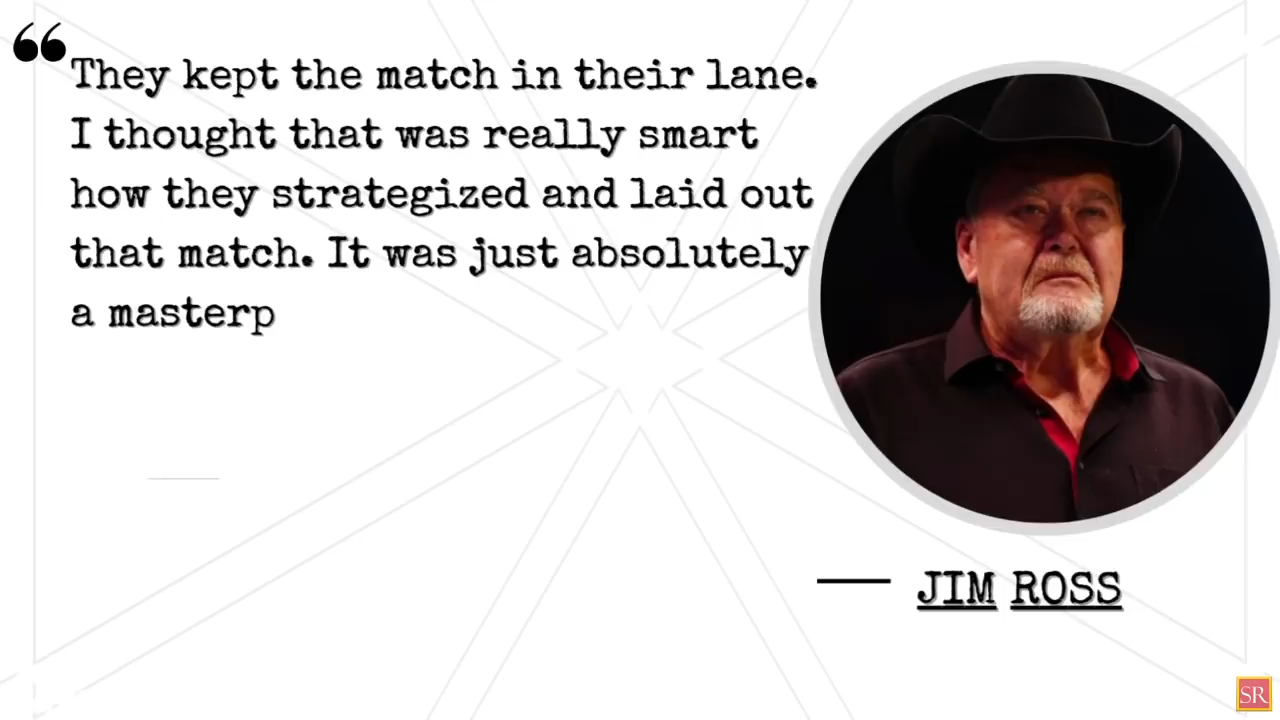 ❝
They kept the match in their lane.
I thought that was really smart
how they strategized and laid out
that match. It was just absolutely
a masterp
JIM ROSS
SR